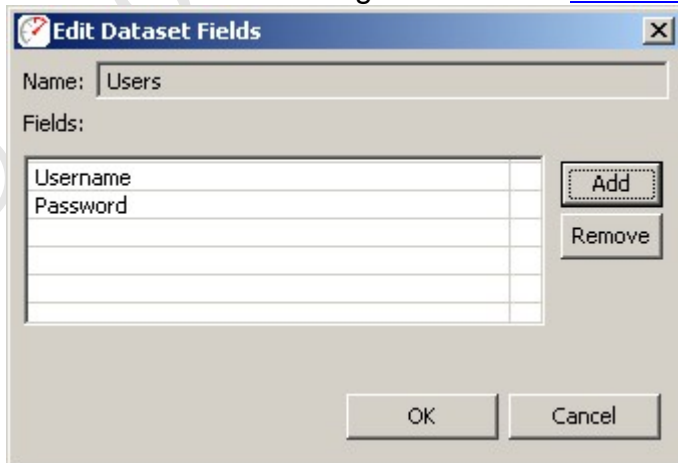 Edit Dataset Fields
Name: Users
Fields:
Username
Password
Add
Remove
OK Cancel